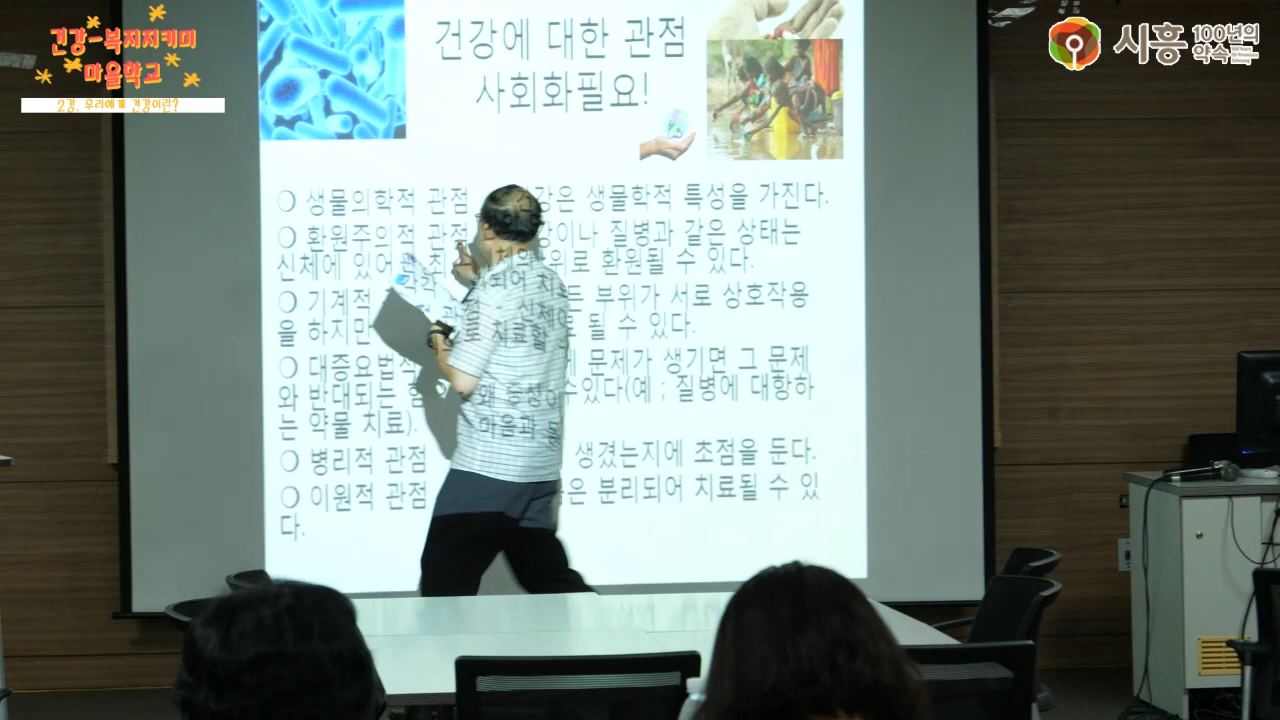 건강-복지지키미
마을학교
2강. 우리에게 건강이란?
시흥 100년의
약속
건강에 대한 관점
사회화필요!
❍ 생물의학적 관점 은 생물학적 특성을 가진다.
❍ 환원주의적 관점 이나 질병과 같은 상태는
신체에 있어 위로 환원될 수 있다.
❍ 기계적 되어 부위가 서로 상호작용
을 하지만 신체 치료할 될 수 있다.
❍ 대증요법적 문제가 생기면 그 문제
와 반대되는 수있다(예 ; 질병에 대항하
는 약물 치료).
❍ 병리적 관점 생겼는지에 초점을 둔다.
❍ 이원적 관점 마음과 은 분리되어 치료될 수 있
다.